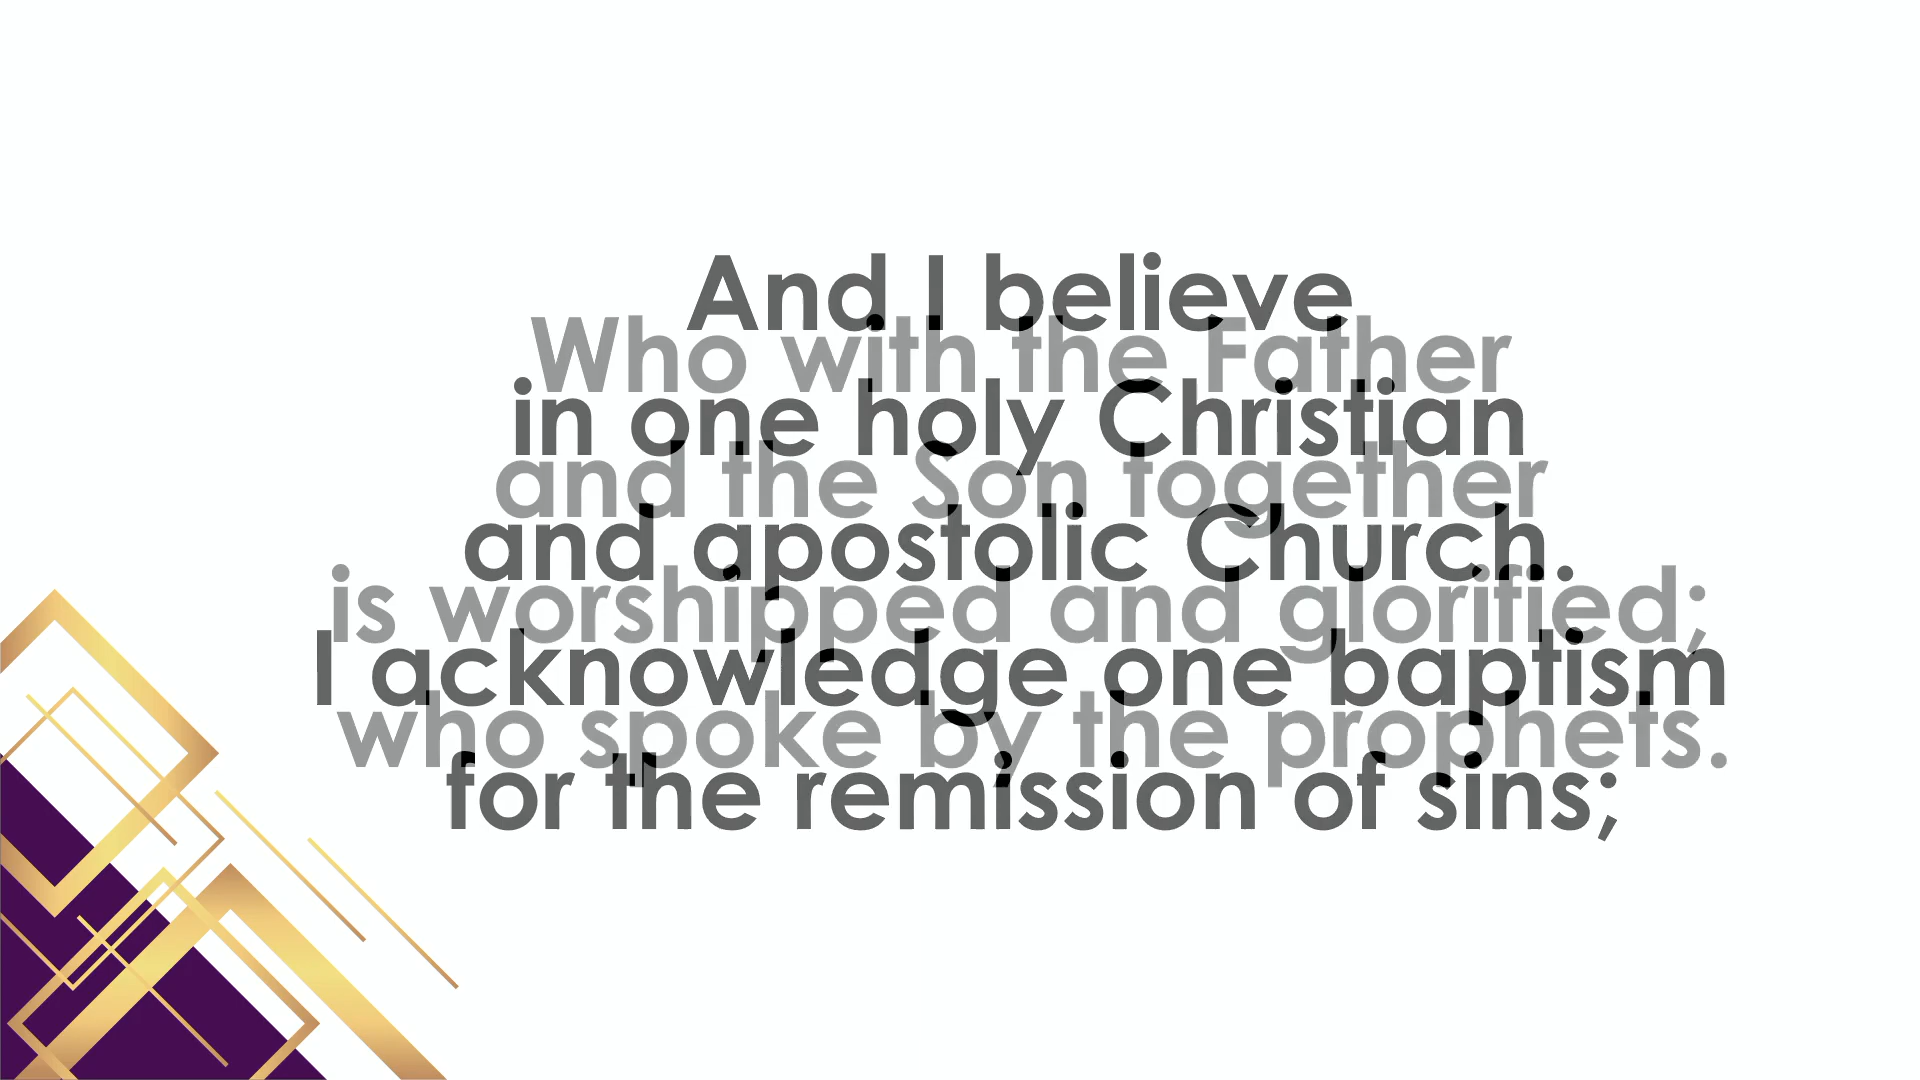 And I believe
Who with the Father
in one holy Christian
and the Son together
and apostolic Church.
is worshipped and glorified;
I acknowledge one baptism
who spoke by the prophets.
for the remission of sins;